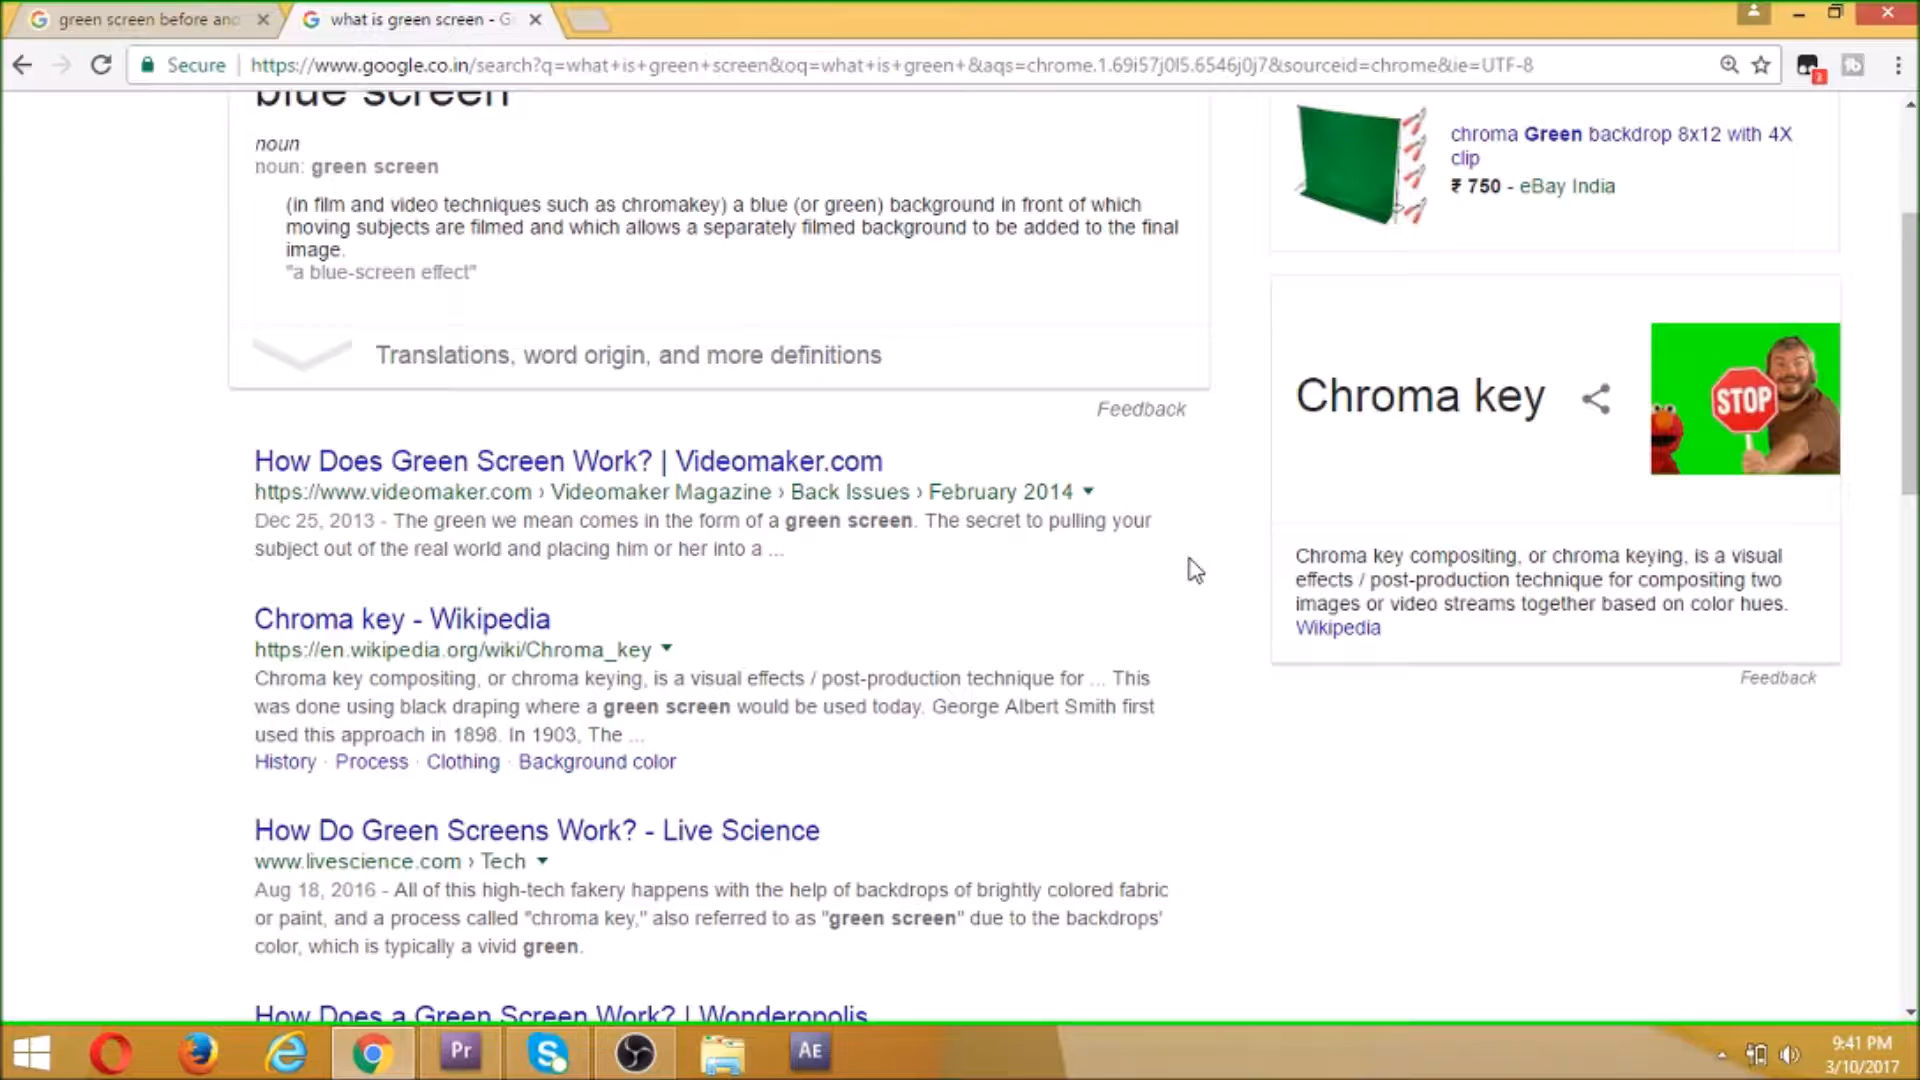 green screen before and
what is green screen - G
Secure
https://www.google.co.in/search?q=what+is+green+screen&oq=what+is+green+&aqs=chrome.1.69i57j0l5.6546j0j7&sourceid=chrome&ie=UTF-8
blue screen
noun
noun: green screen
(in film and video techniques such as chromakey) a blue (or green) background in front of which
moving subjects are filmed and which allows a separately filmed background to be added to the final
image.
"a blue-screen effect"
Translations, word origin, and more definitions
Feedback
How Does Green Screen Work? | Videomaker.com
https://www.videomaker.com › Videomaker Magazine › Back Issues › February 2014
Dec 25, 2013 - The green we mean comes in the form of a green screen. The secret to pulling your
subject out of the real world and placing him or her into a ...
Chroma key - Wikipedia
https://en.wikipedia.org/wiki/Chroma_key
Chroma key compositing, or chroma keying, is a visual effects / post-production technique for ... This
was done using black draping where a green screen would be used today. George Albert Smith first
used this approach in 1898. In 1903, The ...
History · Process · Clothing · Background color
How Do Green Screens Work? - Live Science
www.livescience.com › Tech
Aug 18, 2016 - All of this high-tech fakery happens with the help of backdrops of brightly colored fabric
or paint, and a process called "chroma key," also referred to as "green screen" due to the backdrops'
color, which is typically a vivid green.
How Does a Green Screen Work? | Wonderopolis
chroma Green backdrop 8x12 with 4X
clip
₹ 750 - eBay India
Chroma key
STOP
Chroma key compositing, or chroma keying, is a visual
effects / post-production technique for compositing two
images or video streams together based on color hues.
Wikipedia
Feedback
Pr
AE
9:41 PM
3/10/2017